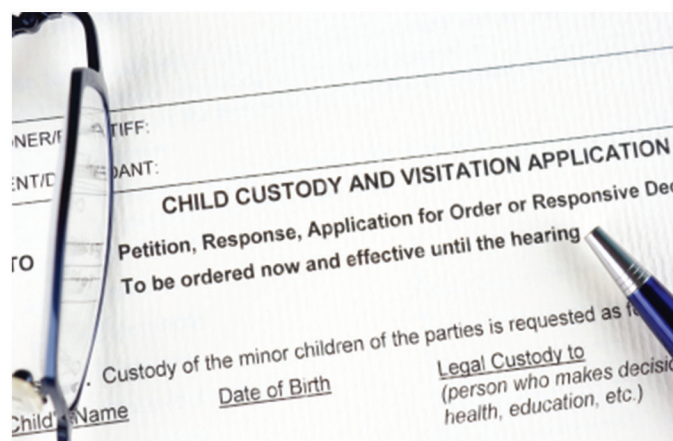 TIFF:
DANT:
CHILD CUSTODY AND VISITATION APPLICATION
TO Petition, Response, Application for Order or Responsive
To be ordered now and effective until the hearing
Custody of the minor children of the parties is requested as
Child's Name Date of Birth Legal Custody to
(person who makes
health, education, etc.)